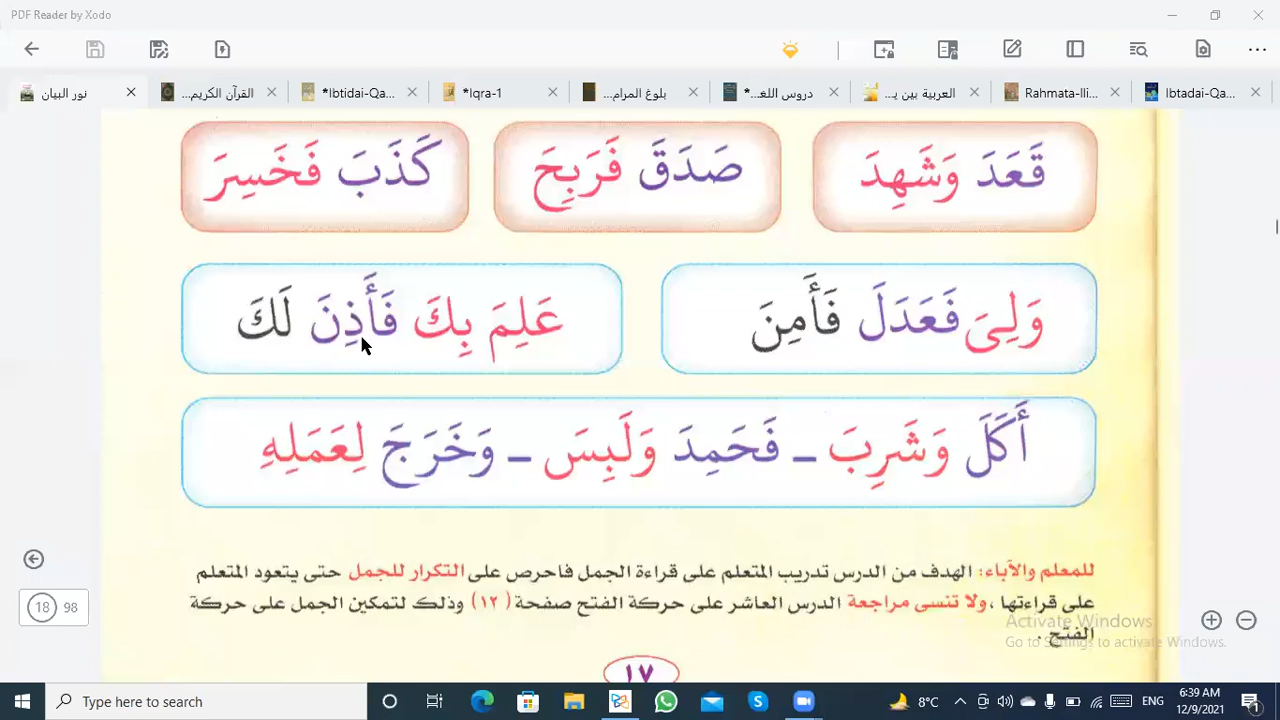 PDF Reader by Xodo
نور البيان
القرآن الكريم...
*Ibtidai-Qa...
*Iqra-1
بلوغ المرام...
دروس اللغ...*
العربية بين ي...
Rahmata-lli...
Ibtadai-Qa...
قَعَدَ وَشَهِدَ
صَدَقَ فَرَبِحَ
كَذَبَ فَخَسِرَ
وَلِىَ فَعَدَلَ فَأَمِنَ
عَلِمَ بِكَ فَأَذِنَ لَكَ
أَكَلَ وَشَرِبَ - فَحَمِدَ وَلَبِسَ - وَخَرَجَ لِعَمَلِهِ
للمعلم والآباء: الهدف من الدرس تدريب المتعلم على قراءة الجمل فاحرص على التكرار للجمل حتى يتعود المتعلم
على قراءتها ، ولا تنسى مراجعة الدرس العاشر على حركة الفتح صفحة (١٢) وذلك لتمكين الجمل على حركة
الفتح .
١٧
18 98
Activate Windows
Go to Settings to activate Windows.
Type here to search
8°C
ENG
6:39 AM
12/9/2021
1